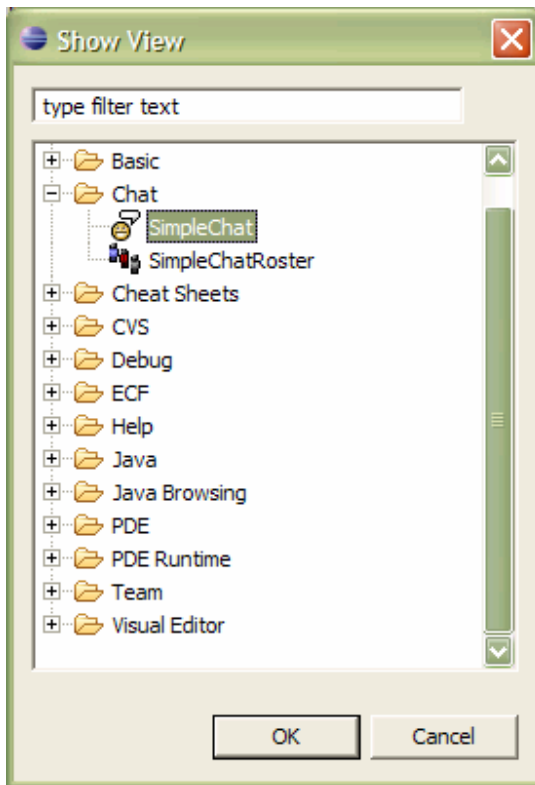 Show View
type filter text
Basic
Chat
SimpleChat
SimpleChatRoster
Cheat Sheets
CVS
Debug
ECF
Help
Java
Java Browsing
PDE
PDE Runtime
Team
Visual Editor
OK Cancel